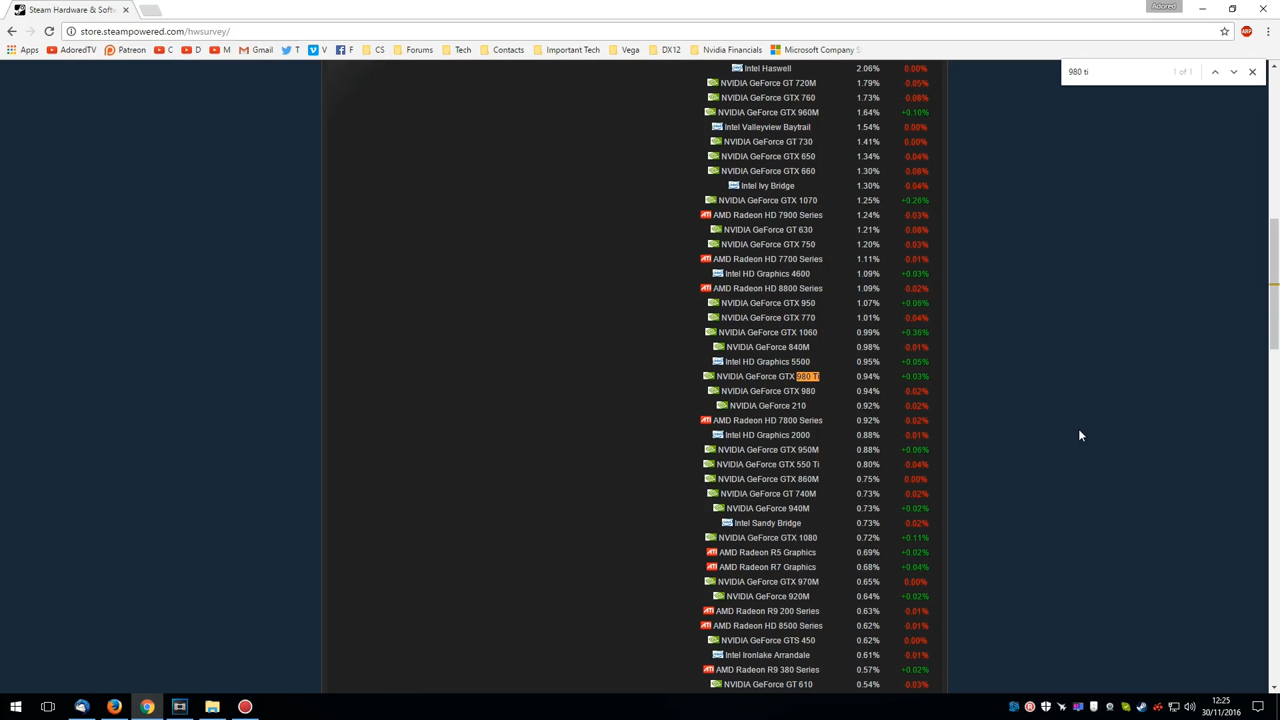 Steam Hardware & Soft
Adored
store.steampowered.com/hwsurvey/
Apps AdoredTV Patreon C D M Gmail T V F CS Forums Tech Contacts Important Tech Vega DX12 Nvidia Financials Microsoft Company S
980 ti 1 of 1
Intel Haswell 2.06% 0.00%
NVIDIA GeForce GT 720M 1.79% -0.05%
NVIDIA GeForce GTX 760 1.73% -0.08%
NVIDIA GeForce GTX 960M 1.64% +0.10%
Intel Valleyview Baytrail 1.54% 0.00%
NVIDIA GeForce GT 730 1.41% 0.00%
NVIDIA GeForce GTX 650 1.34% -0.04%
NVIDIA GeForce GTX 660 1.30% -0.08%
Intel Ivy Bridge 1.30% -0.04%
NVIDIA GeForce GTX 1070 1.25% +0.26%
ATI AMD Radeon HD 7900 Series 1.24% -0.03%
NVIDIA GeForce GT 630 1.21% -0.08%
NVIDIA GeForce GTX 750 1.20% -0.03%
ATI AMD Radeon HD 7700 Series 1.11% -0.01%
Intel HD Graphics 4600 1.09% +0.03%
ATI AMD Radeon HD 8800 Series 1.09% -0.02%
NVIDIA GeForce GTX 950 1.07% +0.06%
NVIDIA GeForce GTX 770 1.01% -0.04%
NVIDIA GeForce GTX 1060 0.99% +0.36%
NVIDIA GeForce 840M 0.98% -0.01%
Intel HD Graphics 5500 0.95% +0.05%
NVIDIA GeForce GTX 980 Ti 0.94% +0.03%
NVIDIA GeForce GTX 980 0.94% -0.02%
NVIDIA GeForce 210 0.92% -0.02%
ATI AMD Radeon HD 7800 Series 0.92% -0.02%
Intel HD Graphics 2000 0.88% -0.01%
NVIDIA GeForce GTX 950M 0.88% +0.06%
NVIDIA GeForce GTX 550 Ti 0.80% -0.04%
NVIDIA GeForce GTX 860M 0.75% 0.00%
NVIDIA GeForce GT 740M 0.73% -0.02%
NVIDIA GeForce 940M 0.73% +0.02%
Intel Sandy Bridge 0.73% -0.02%
NVIDIA GeForce GTX 1080 0.72% +0.11%
ATI AMD Radeon R5 Graphics 0.69% +0.02%
ATI AMD Radeon R7 Graphics 0.68% +0.04%
NVIDIA GeForce GTX 970M 0.65% 0.00%
NVIDIA GeForce 920M 0.64% +0.02%
ATI AMD Radeon R9 200 Series 0.63% -0.01%
ATI AMD Radeon HD 8500 Series 0.62% -0.01%
NVIDIA GeForce GTS 450 0.62% 0.00%
Intel Ironlake Arrandale 0.61% -0.01%
ATI AMD Radeon R9 380 Series 0.57% +0.02%
NVIDIA GeForce GT 610 0.54% -0.03%
12:25
30/11/2016